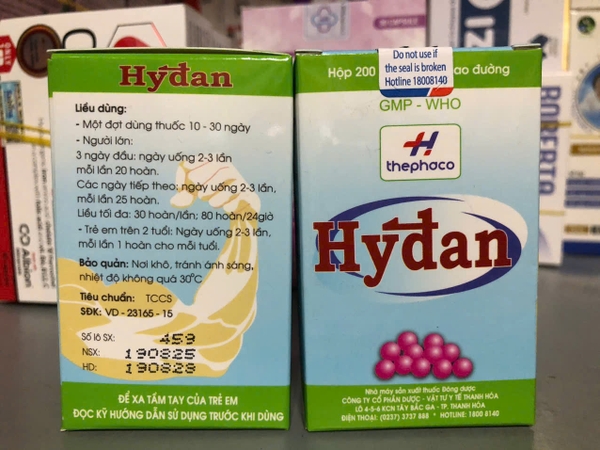 Hyđan
Liều dùng:
- Một đợt dùng thuốc 10 - 30 ngày
- Người lớn:
3 ngày đầu: ngày uống 2-3 lần
mỗi lần 20 hoàn.
Các ngày tiếp theo: ngày uống 2-3 lần,
mỗi lần 25 hoàn.
Liều tối đa: 30 hoàn/lần; 80 hoàn/24giờ
- Trẻ em trên 2 tuổi: Ngày uống 2-3 lần,
mỗi lần 1 hoàn cho mỗi tuổi.
Bảo quản: Nơi khô, tránh ánh sáng,
nhiệt độ không quá 30°C
Tiêu chuẩn: TCCS
SĐK: VD - 23165 - 15
Số lô SX: 459
NSX: 190825
HD: 190828
ĐỂ XA TẦM TAY CỦA TRẺ EM
ĐỌC KỸ HƯỚNG DẪN SỬ DỤNG TRƯỚC KHI DÙNG
Do not use if
the seal is broken
Hotline 18008140
Hộp 200 ao đường
GMP - WHO
thephaco
Hyđan
Nhà máy sản xuất thuốc Đông dược
CÔNG TY CỔ PHẦN DƯỢC - VẬT TƯ Y TẾ THANH HÓA
LÔ 4-5-6 KCN TÂY BẮC GA - TP. THANH HÓA
ĐIỆN THOẠI: (0237) 3737 868 * HOTLINE: 1800 8140
ROBERTO